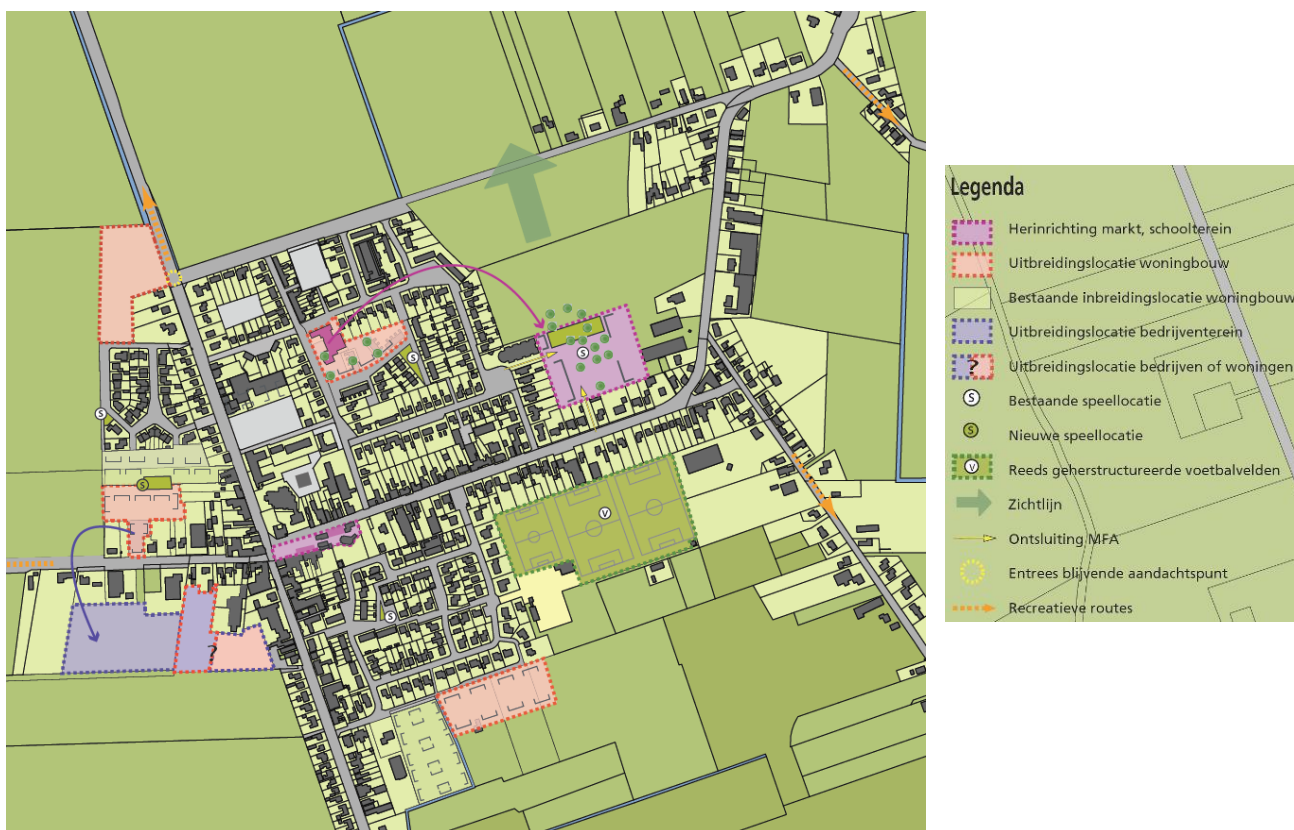 S
S
S
S
V
?
S
Legenda
Herinrichting markt, schoolterein
Uitbreidingslocatie woningbouw
Bestaande inbreidingslocatie woningbouw
Uitbreidingslocatie bedrijventerein
? Uitbreidingslocatie bedrijven of woningen
S Bestaande speellocatie
S Nieuwe speellocatie
V Reeds geherstructureerde voetbalvelden
Zichtlijn
Ontsluiting MFA
Entrees blijvende aandachtspunt
Recreatieve routes